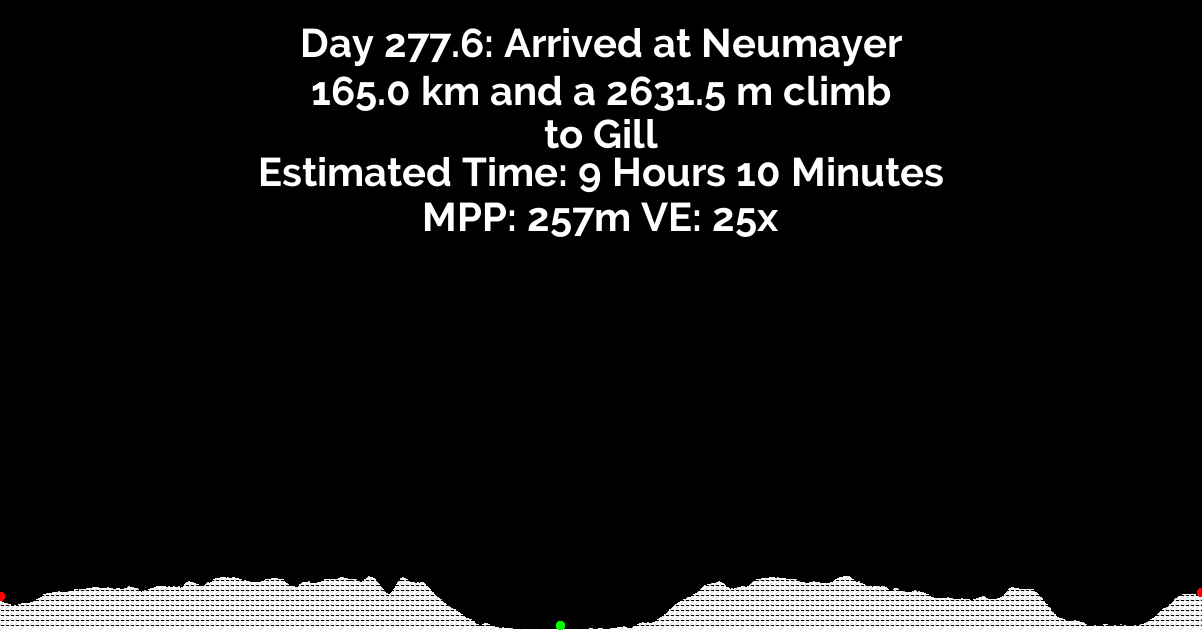 Day 277.6: Arrived at Neumayer
165.0 km and a 2631.5 m climb
to Gill
Estimated Time: 9 Hours 10 Minutes
MPP: 257m VE: 25x